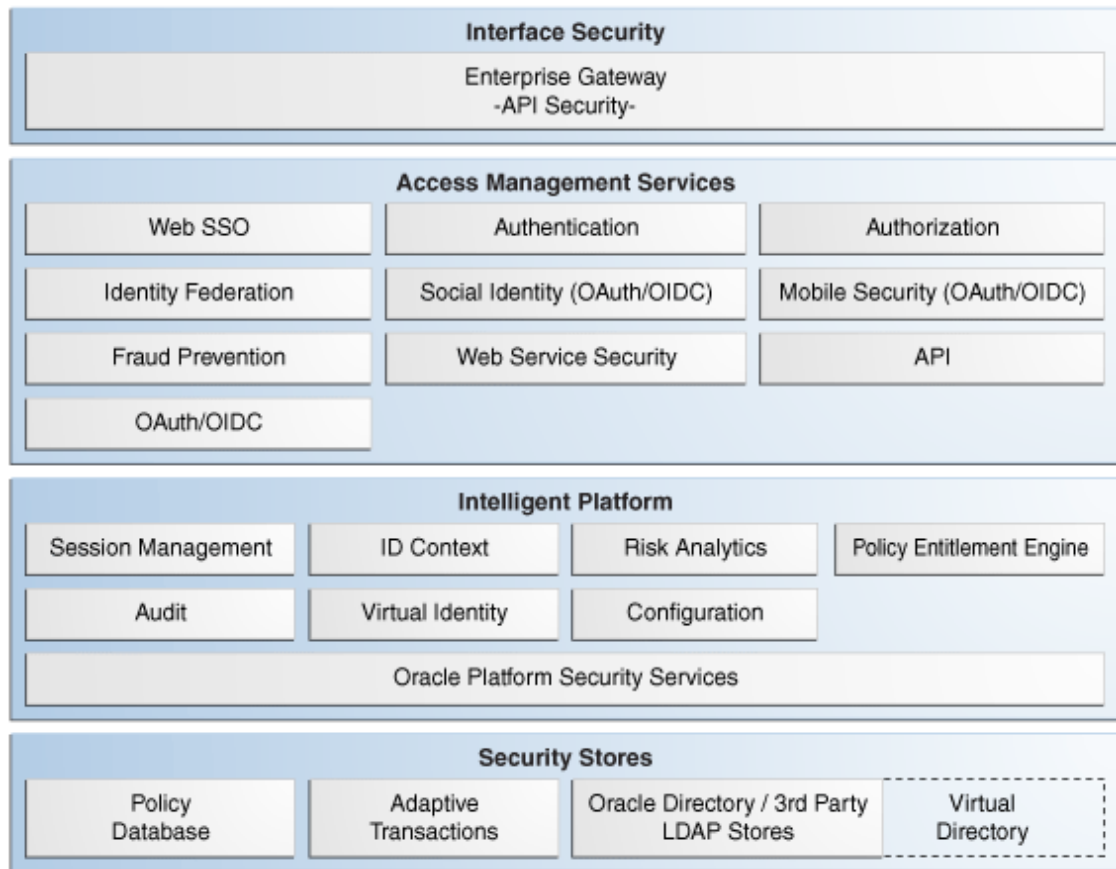 Interface Security
Enterprise Gateway
-API Security-
Access Management Services
Web SSO
Authentication
Authorization
Identity Federation
Social Identity (OAuth/OIDC)
Mobile Security (OAuth/OIDC)
Fraud Prevention
Web Service Security
API
OAuth/OIDC
Intelligent Platform
Session Management
ID Context
Risk Analytics
Policy Entitlement Engine
Audit
Virtual Identity
Configuration
Oracle Platform Security Services
Security Stores
Policy
Database
Adaptive
Transactions
Oracle Directory / 3rd Party
LDAP Stores
Virtual
Directory